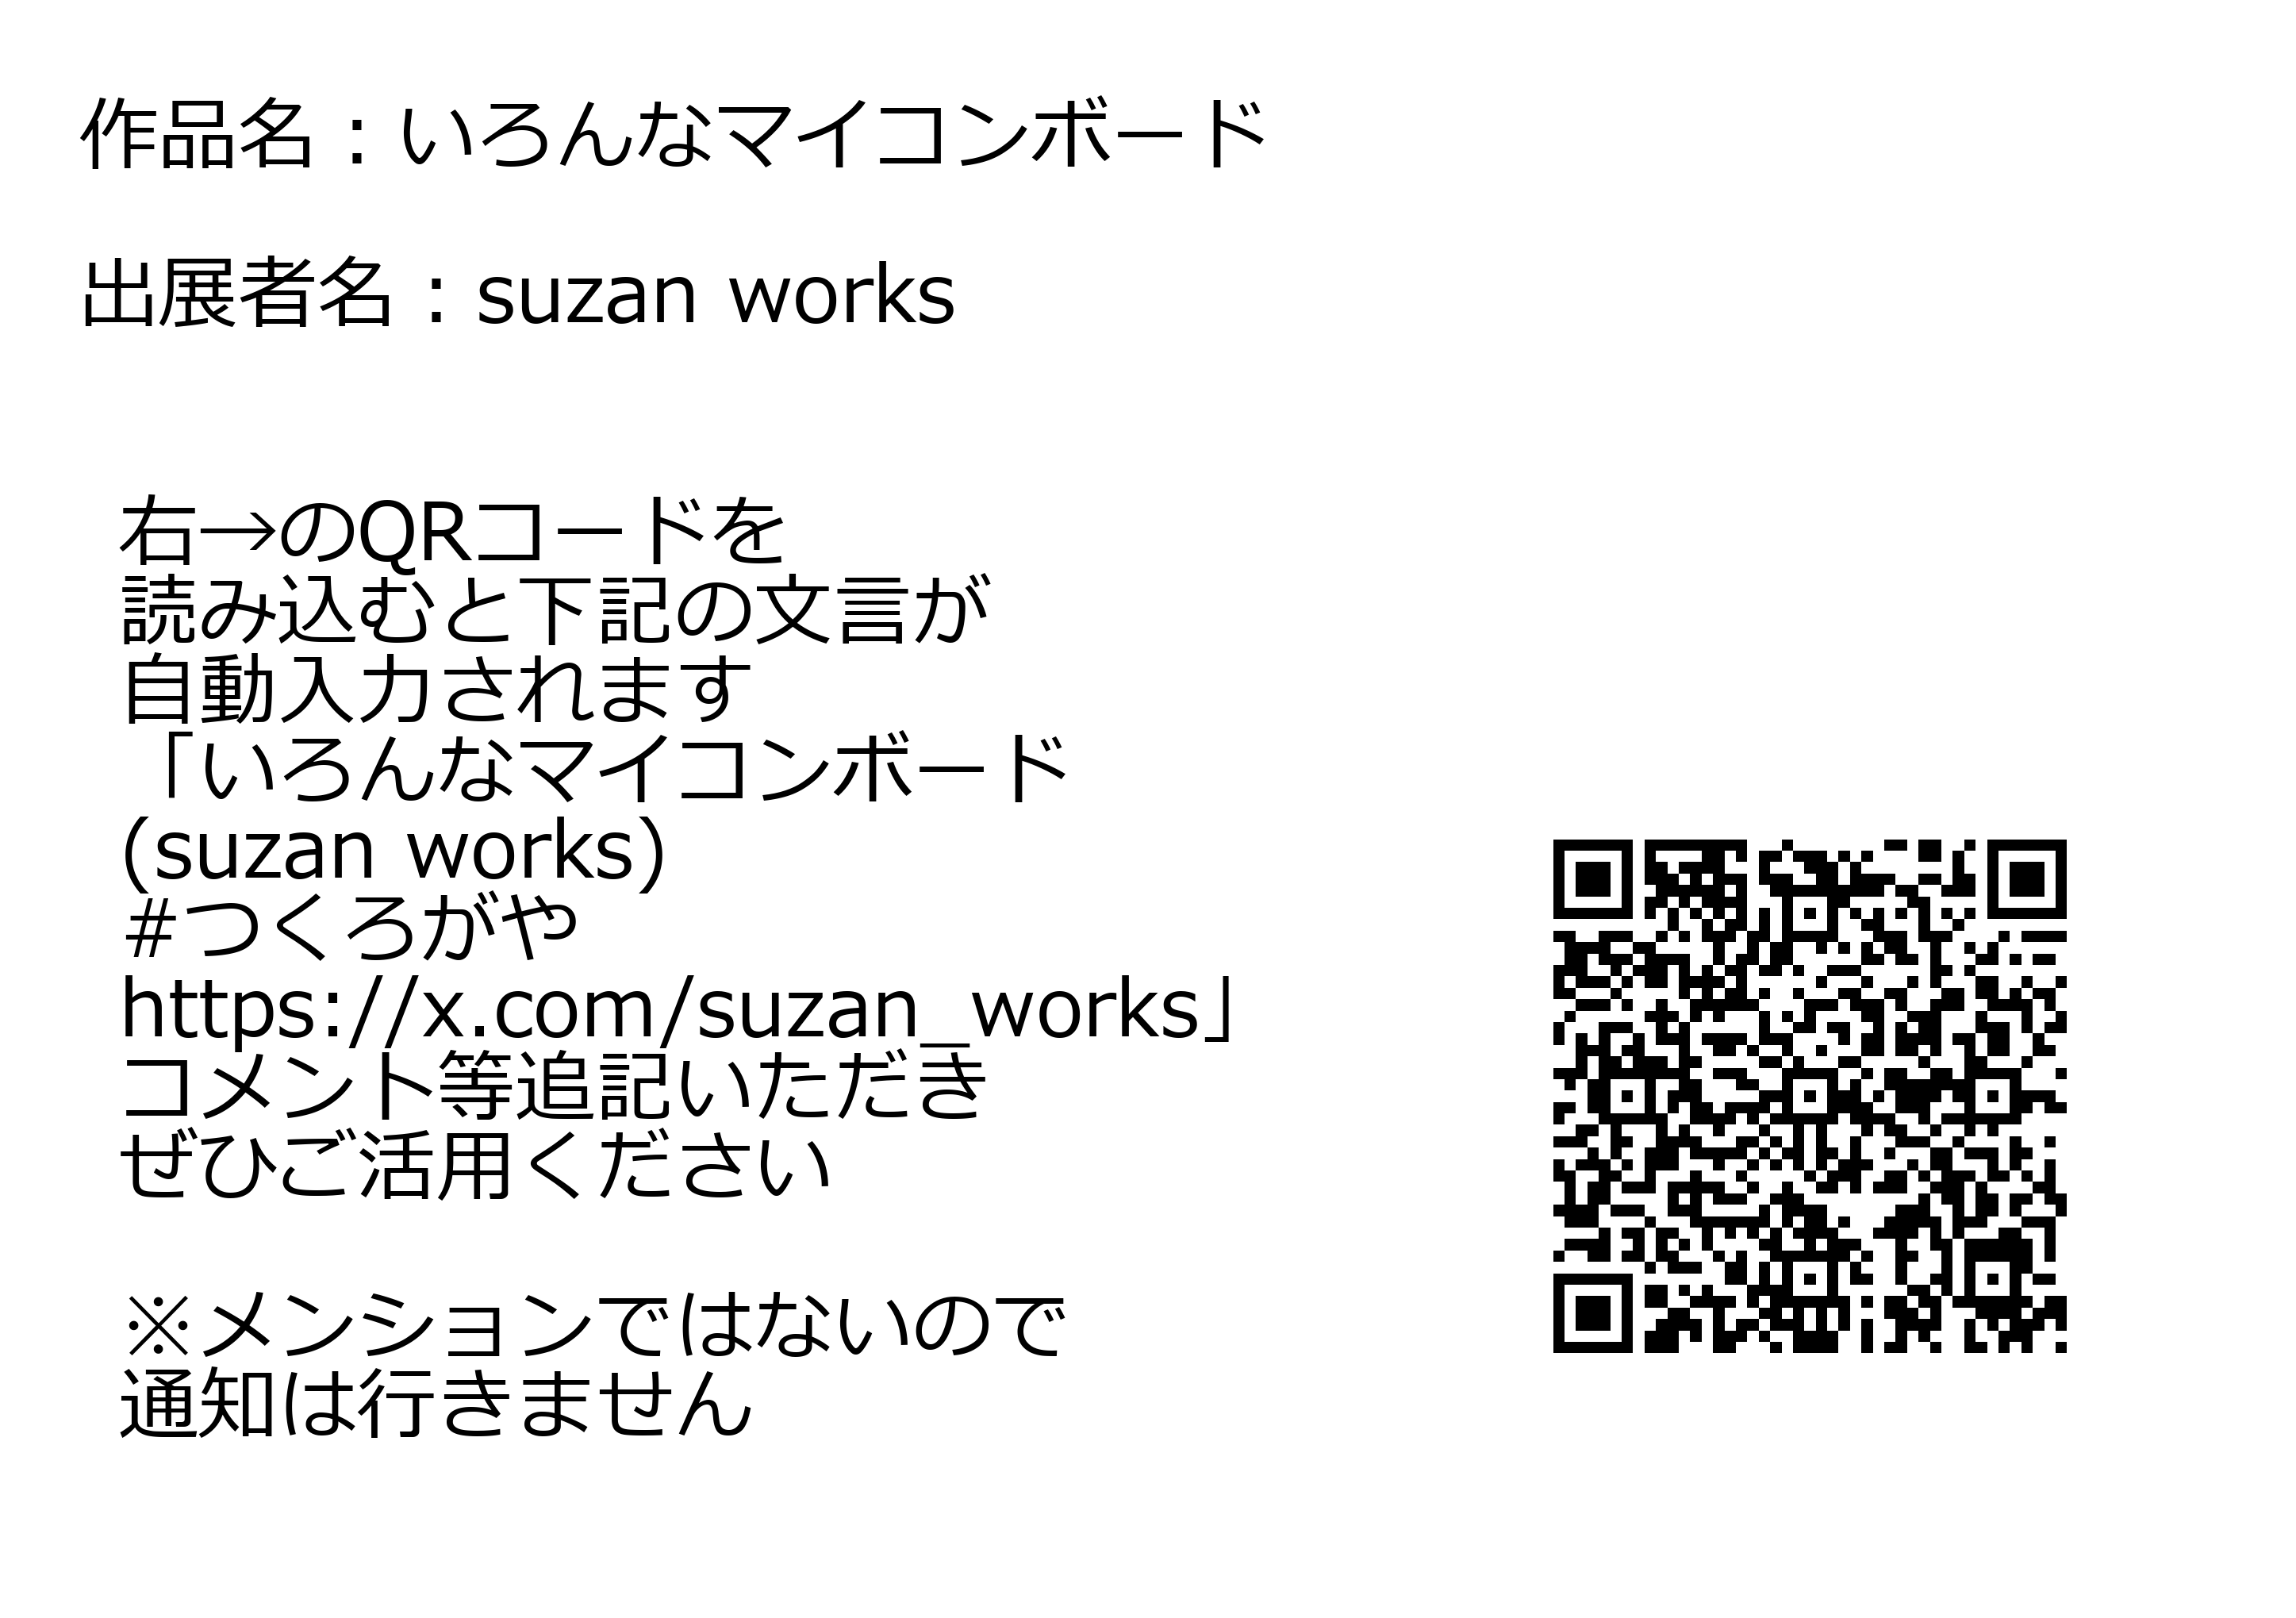 作品名：いろんなマイコンボード
出展者名：suzan works
右→のQRコードを
読み込むと下記の文言が
自動入力されます
「いろんなマイコンボード
(suzan works)
#つくろがや
https://x.com/suzan_works」
コメント等追記いただき
ぜひご活用ください
※メンションではないので
通知は行きません